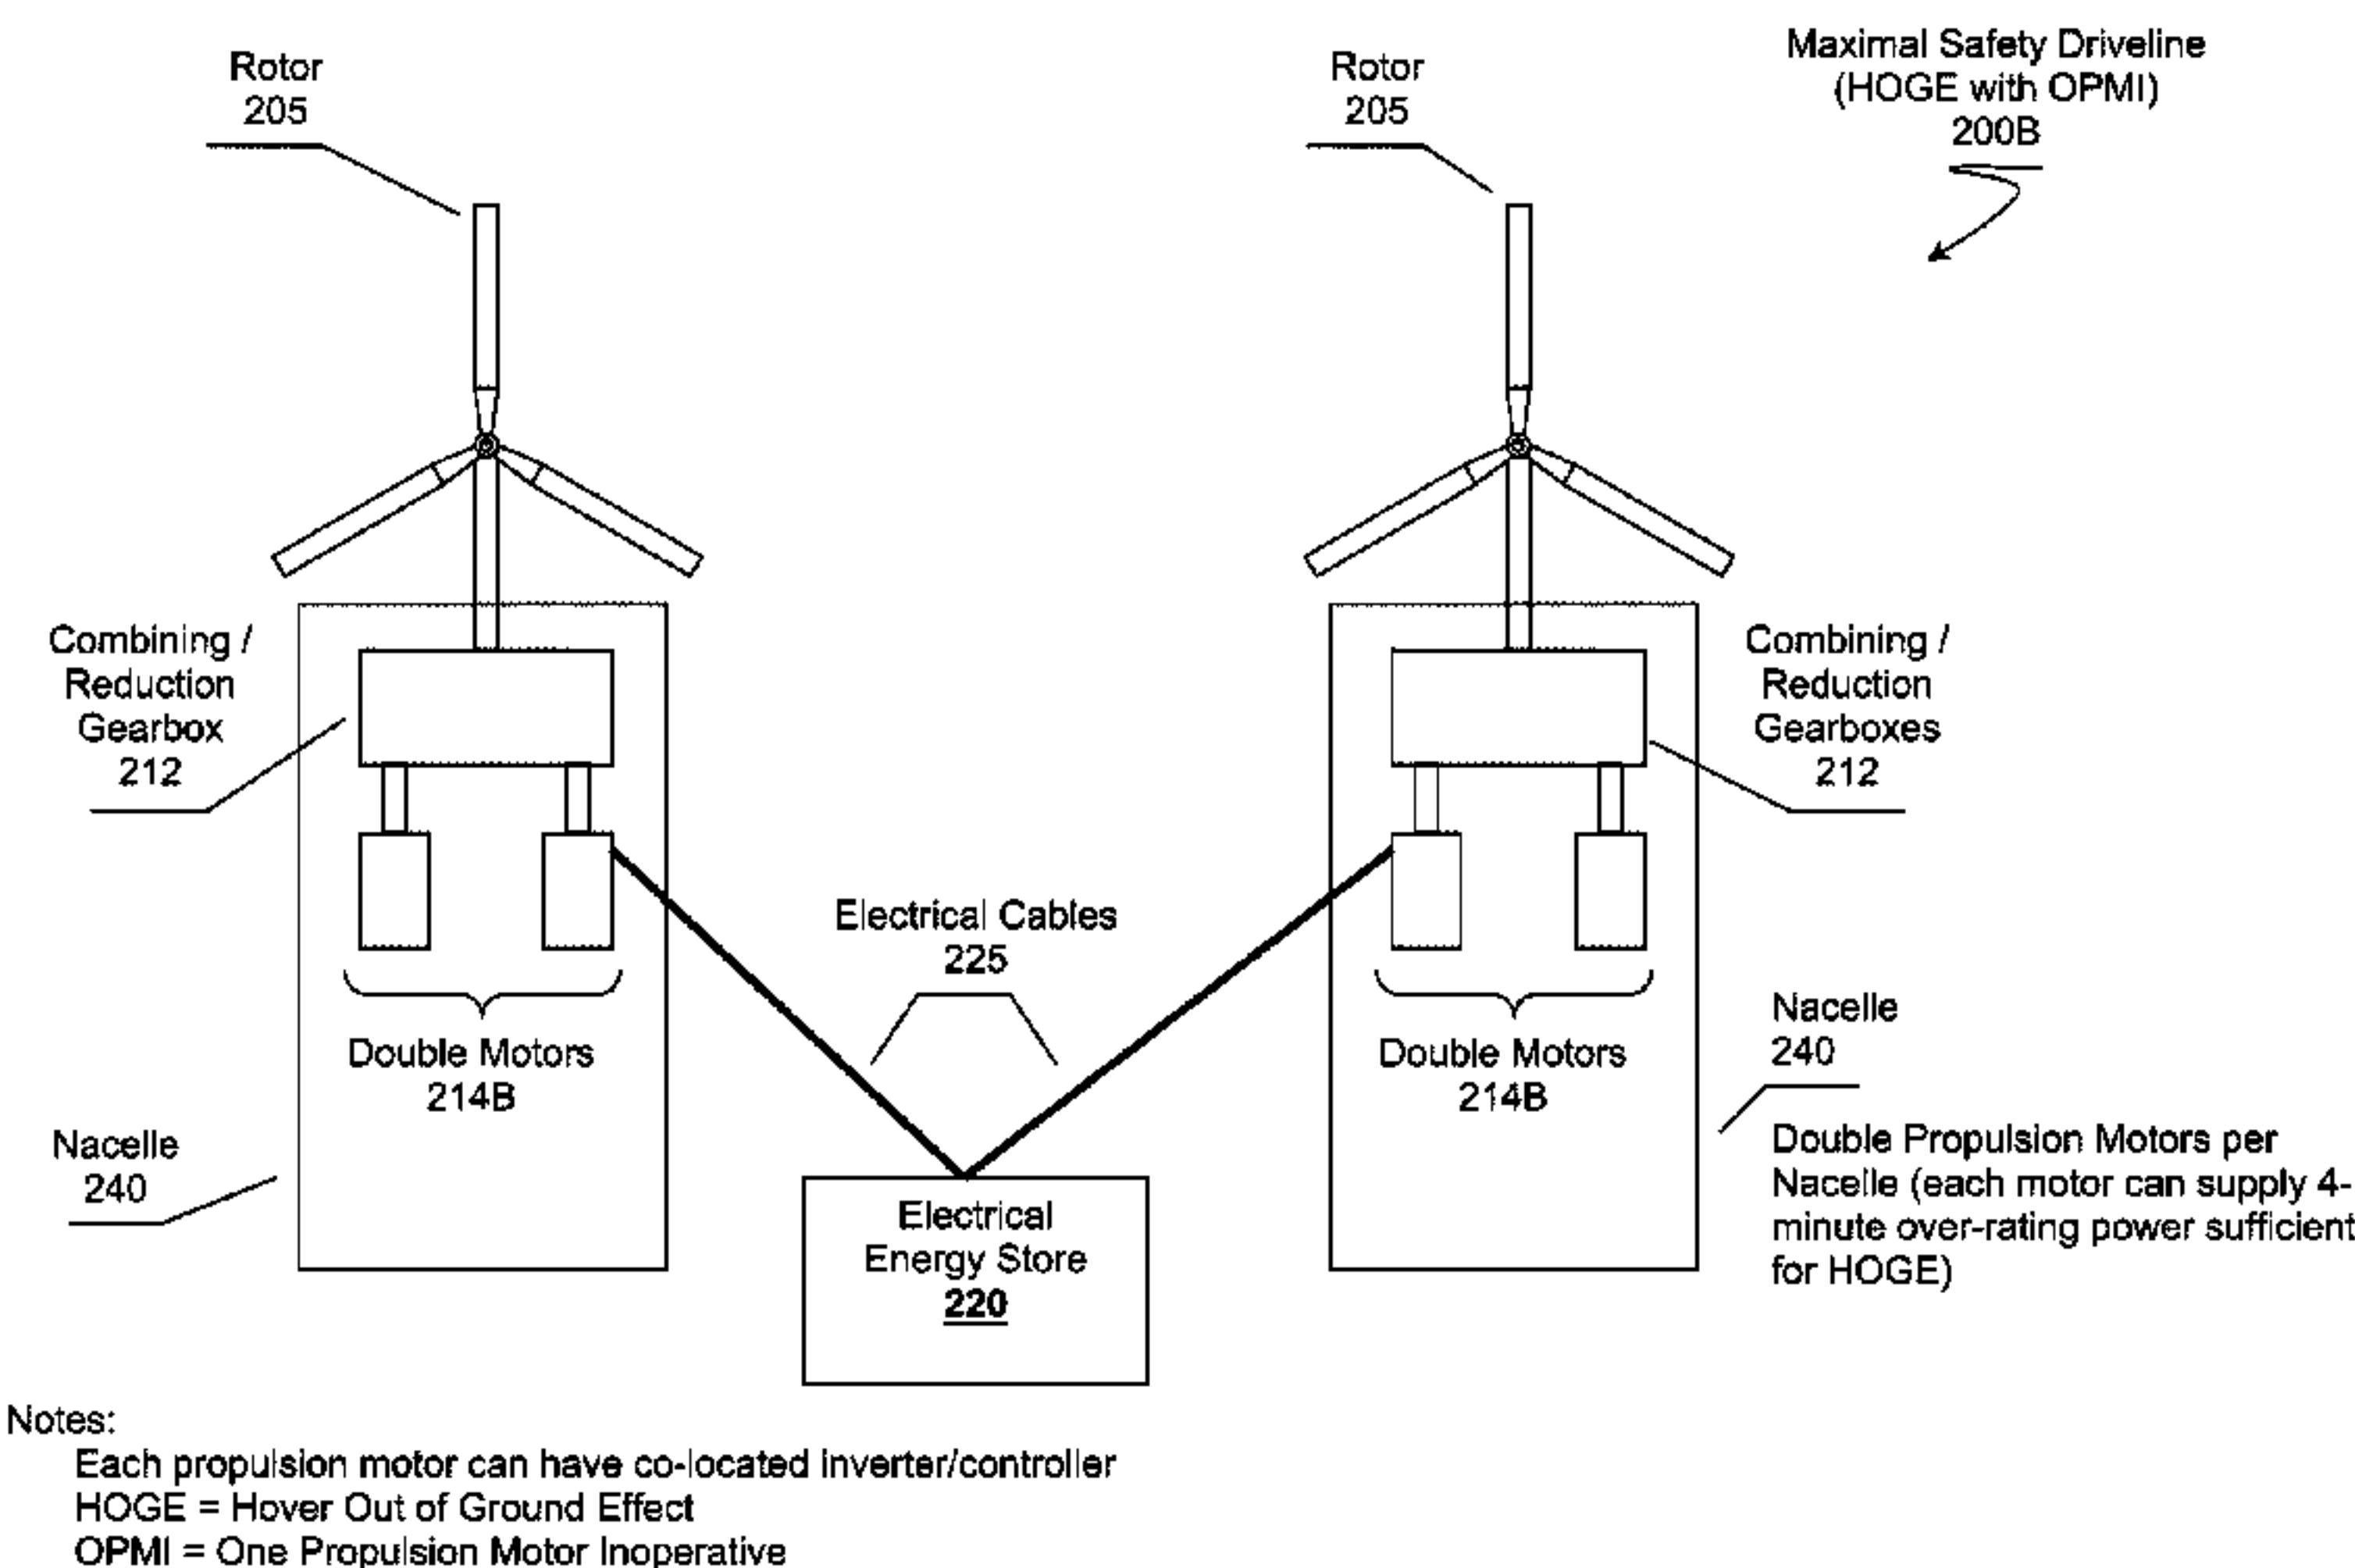 Rotor
205
Rotor
205
Maximal Safety Driveline
(HOGE with OPMI)
200B
Combining /
Reduction
Gearbox
212
Combining /
Reduction
Gearboxes
212
Electrical Cables
225
Double Motors
214B
Double Motors
214B
Nacelle
240
Nacelle
240
Double Propulsion Motors per
Nacelle (each motor can supply 4-
minute over-rating power sufficient
for HOGE)
Electrical
Energy Store
220
Notes:
Each propulsion motor can have co-located inverter/controller
HOGE = Hover Out of Ground Effect
OPMI = One Propulsion Motor Inoperative